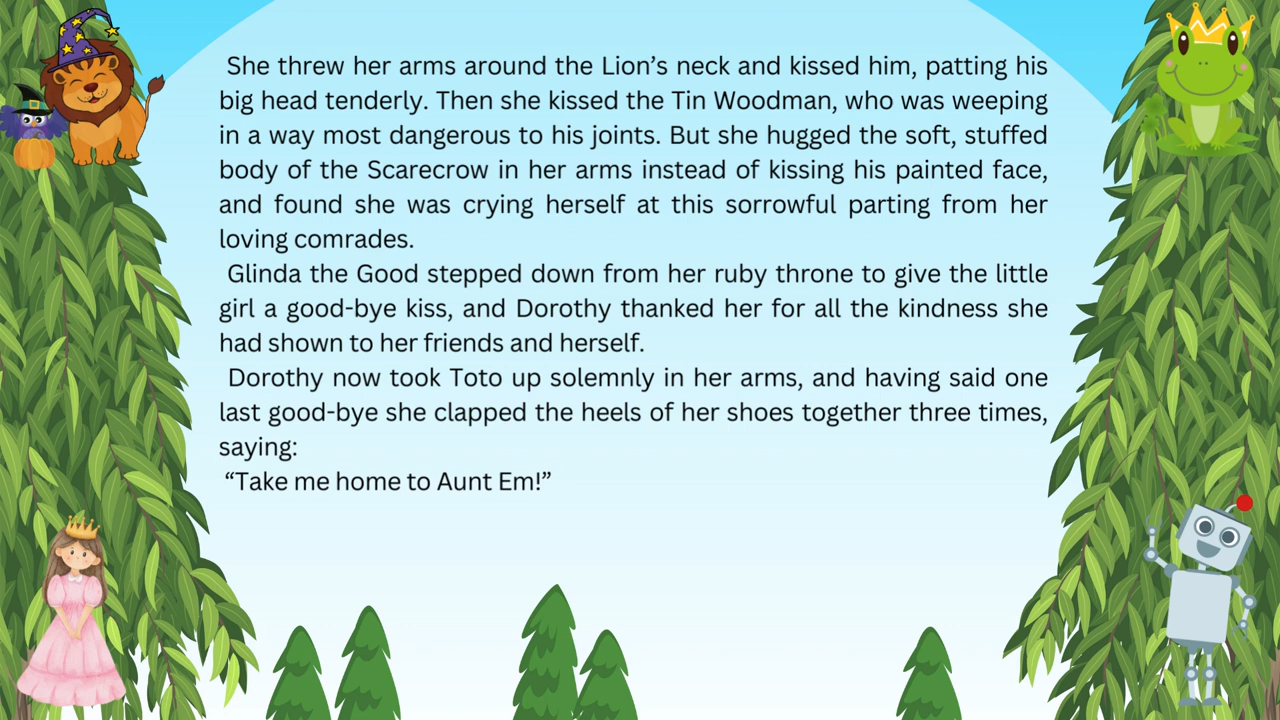 She threw her arms around the Lion’s neck and kissed him, patting his
big head tenderly. Then she kissed the Tin Woodman, who was weeping
in a way most dangerous to his joints. But she hugged the soft, stuffed
body of the Scarecrow in her arms instead of kissing his painted face,
and found she was crying herself at this sorrowful parting from her
loving comrades.
Glinda the Good stepped down from her ruby throne to give the little
girl a good-bye kiss, and Dorothy thanked her for all the kindness she
had shown to her friends and herself.
Dorothy now took Toto up solemnly in her arms, and having said one
last good-bye she clapped the heels of her shoes together three times,
saying:
“Take me home to Aunt Em!”